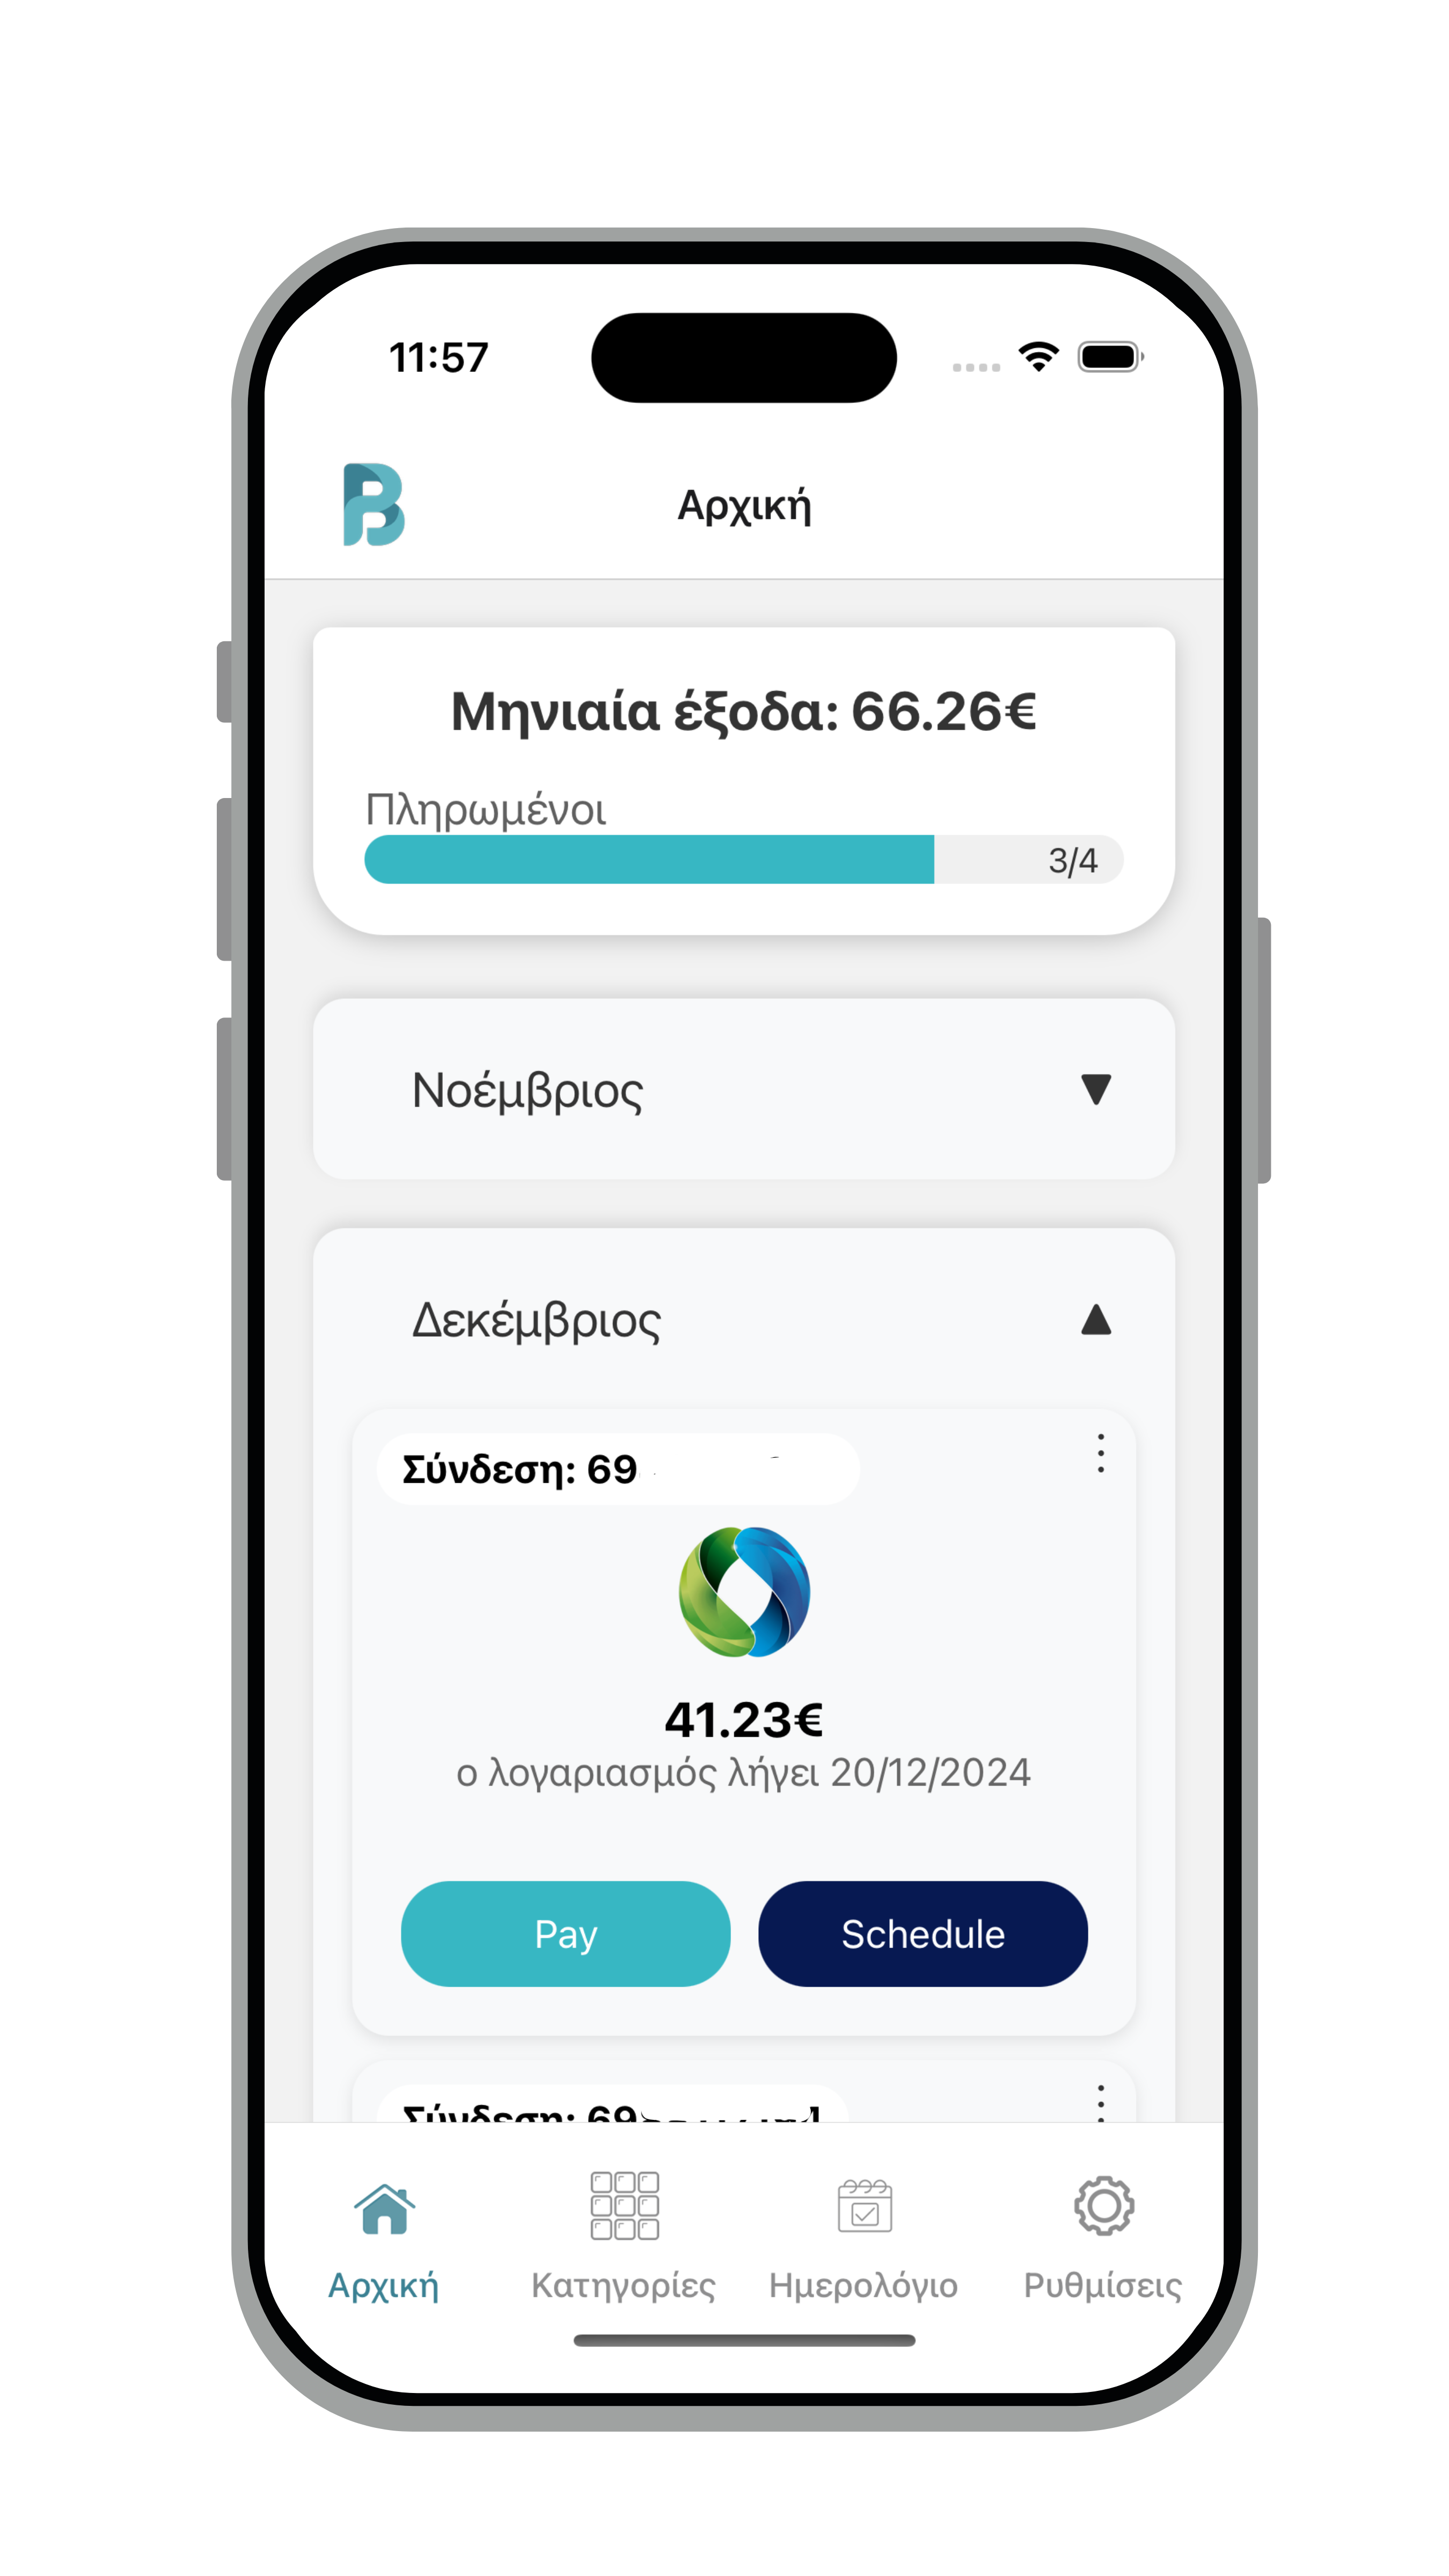 11:57
Αρχική
Μηνιαία έξοδα: 66.26€
Πληρωμένοι
3/4
Νοέμβριος
Δεκέμβριος
Σύνδεση: 69
41.23€
ο λογαριασμός λήγει 20/12/2024
Pay
Schedule
Σύνδεση: 69
Αρχική
Κατηγορίες
Ημερολόγιο
Ρυθμίσεις